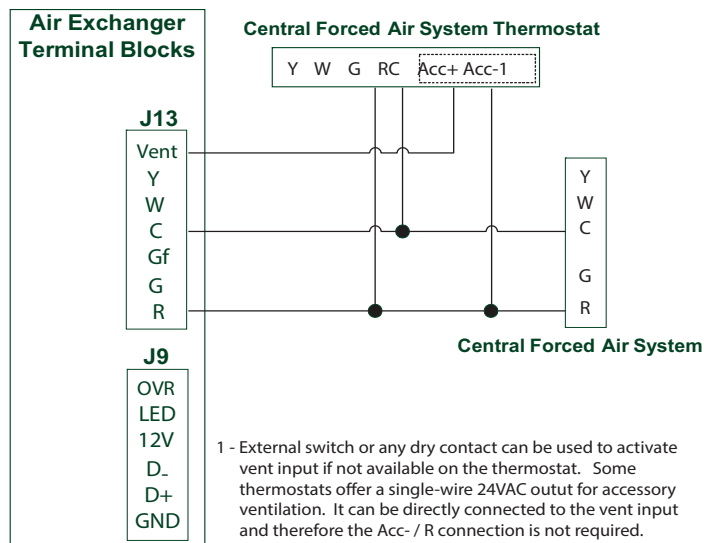 Air Exchanger
Terminal Blocks
Central Forced Air System Thermostat
Y W G RC Acc+ Acc-1
J13
Vent
Y
W
C
Gf
G
R
Y
W
C
G
R
Central Forced Air System
J9
OVR
LED
12V
D-
D+
GND
1 - External switch or any dry contact can be used to activate
vent input if not available on the thermostat. Some
thermostats offer a single-wire 24VAC outut for accessory
ventilation. It can be directly connected to the vent input
and therefore the Acc- / R connection is not required.